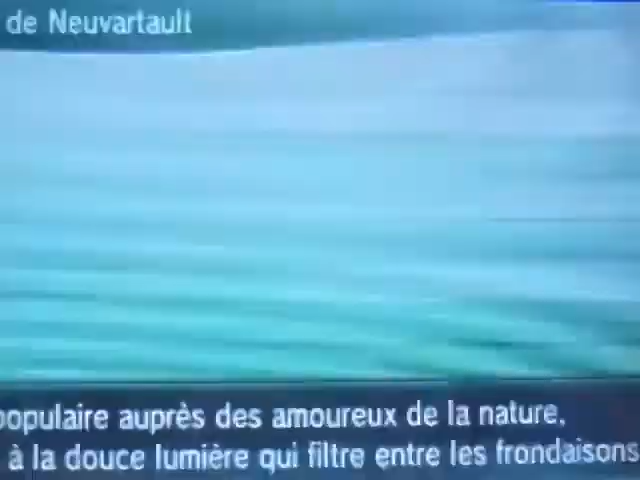 de Neuvartault
populaire auprès des amoureux de la nature,
à la douce lumière qui filtre entre les frondaisons